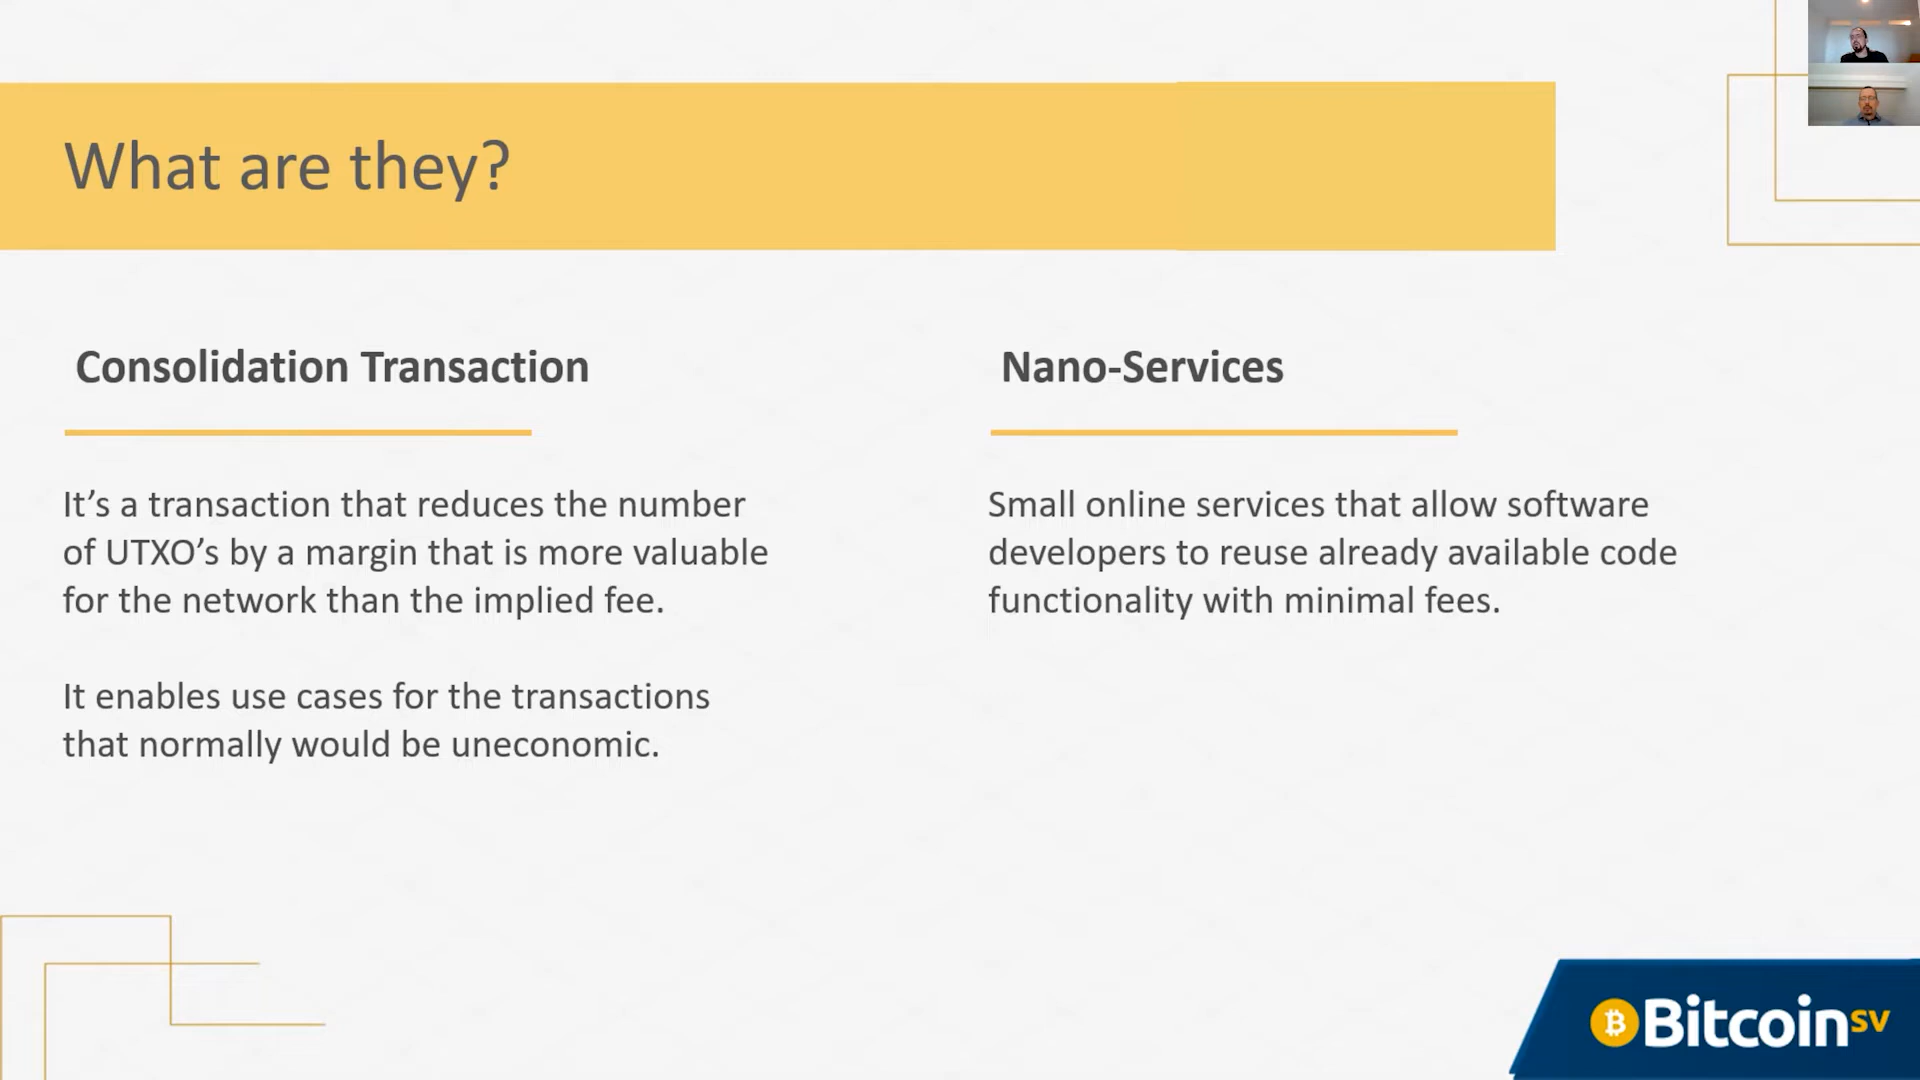 What are they?
Consolidation Transaction
It’s a transaction that reduces the number
of UTXO’s by a margin that is more valuable
for the network than the implied fee.
It enables use cases for the transactions
that normally would be uneconomic.
Nano-Services
Small online services that allow software
developers to reuse already available code
functionality with minimal fees.
BitcoinSV